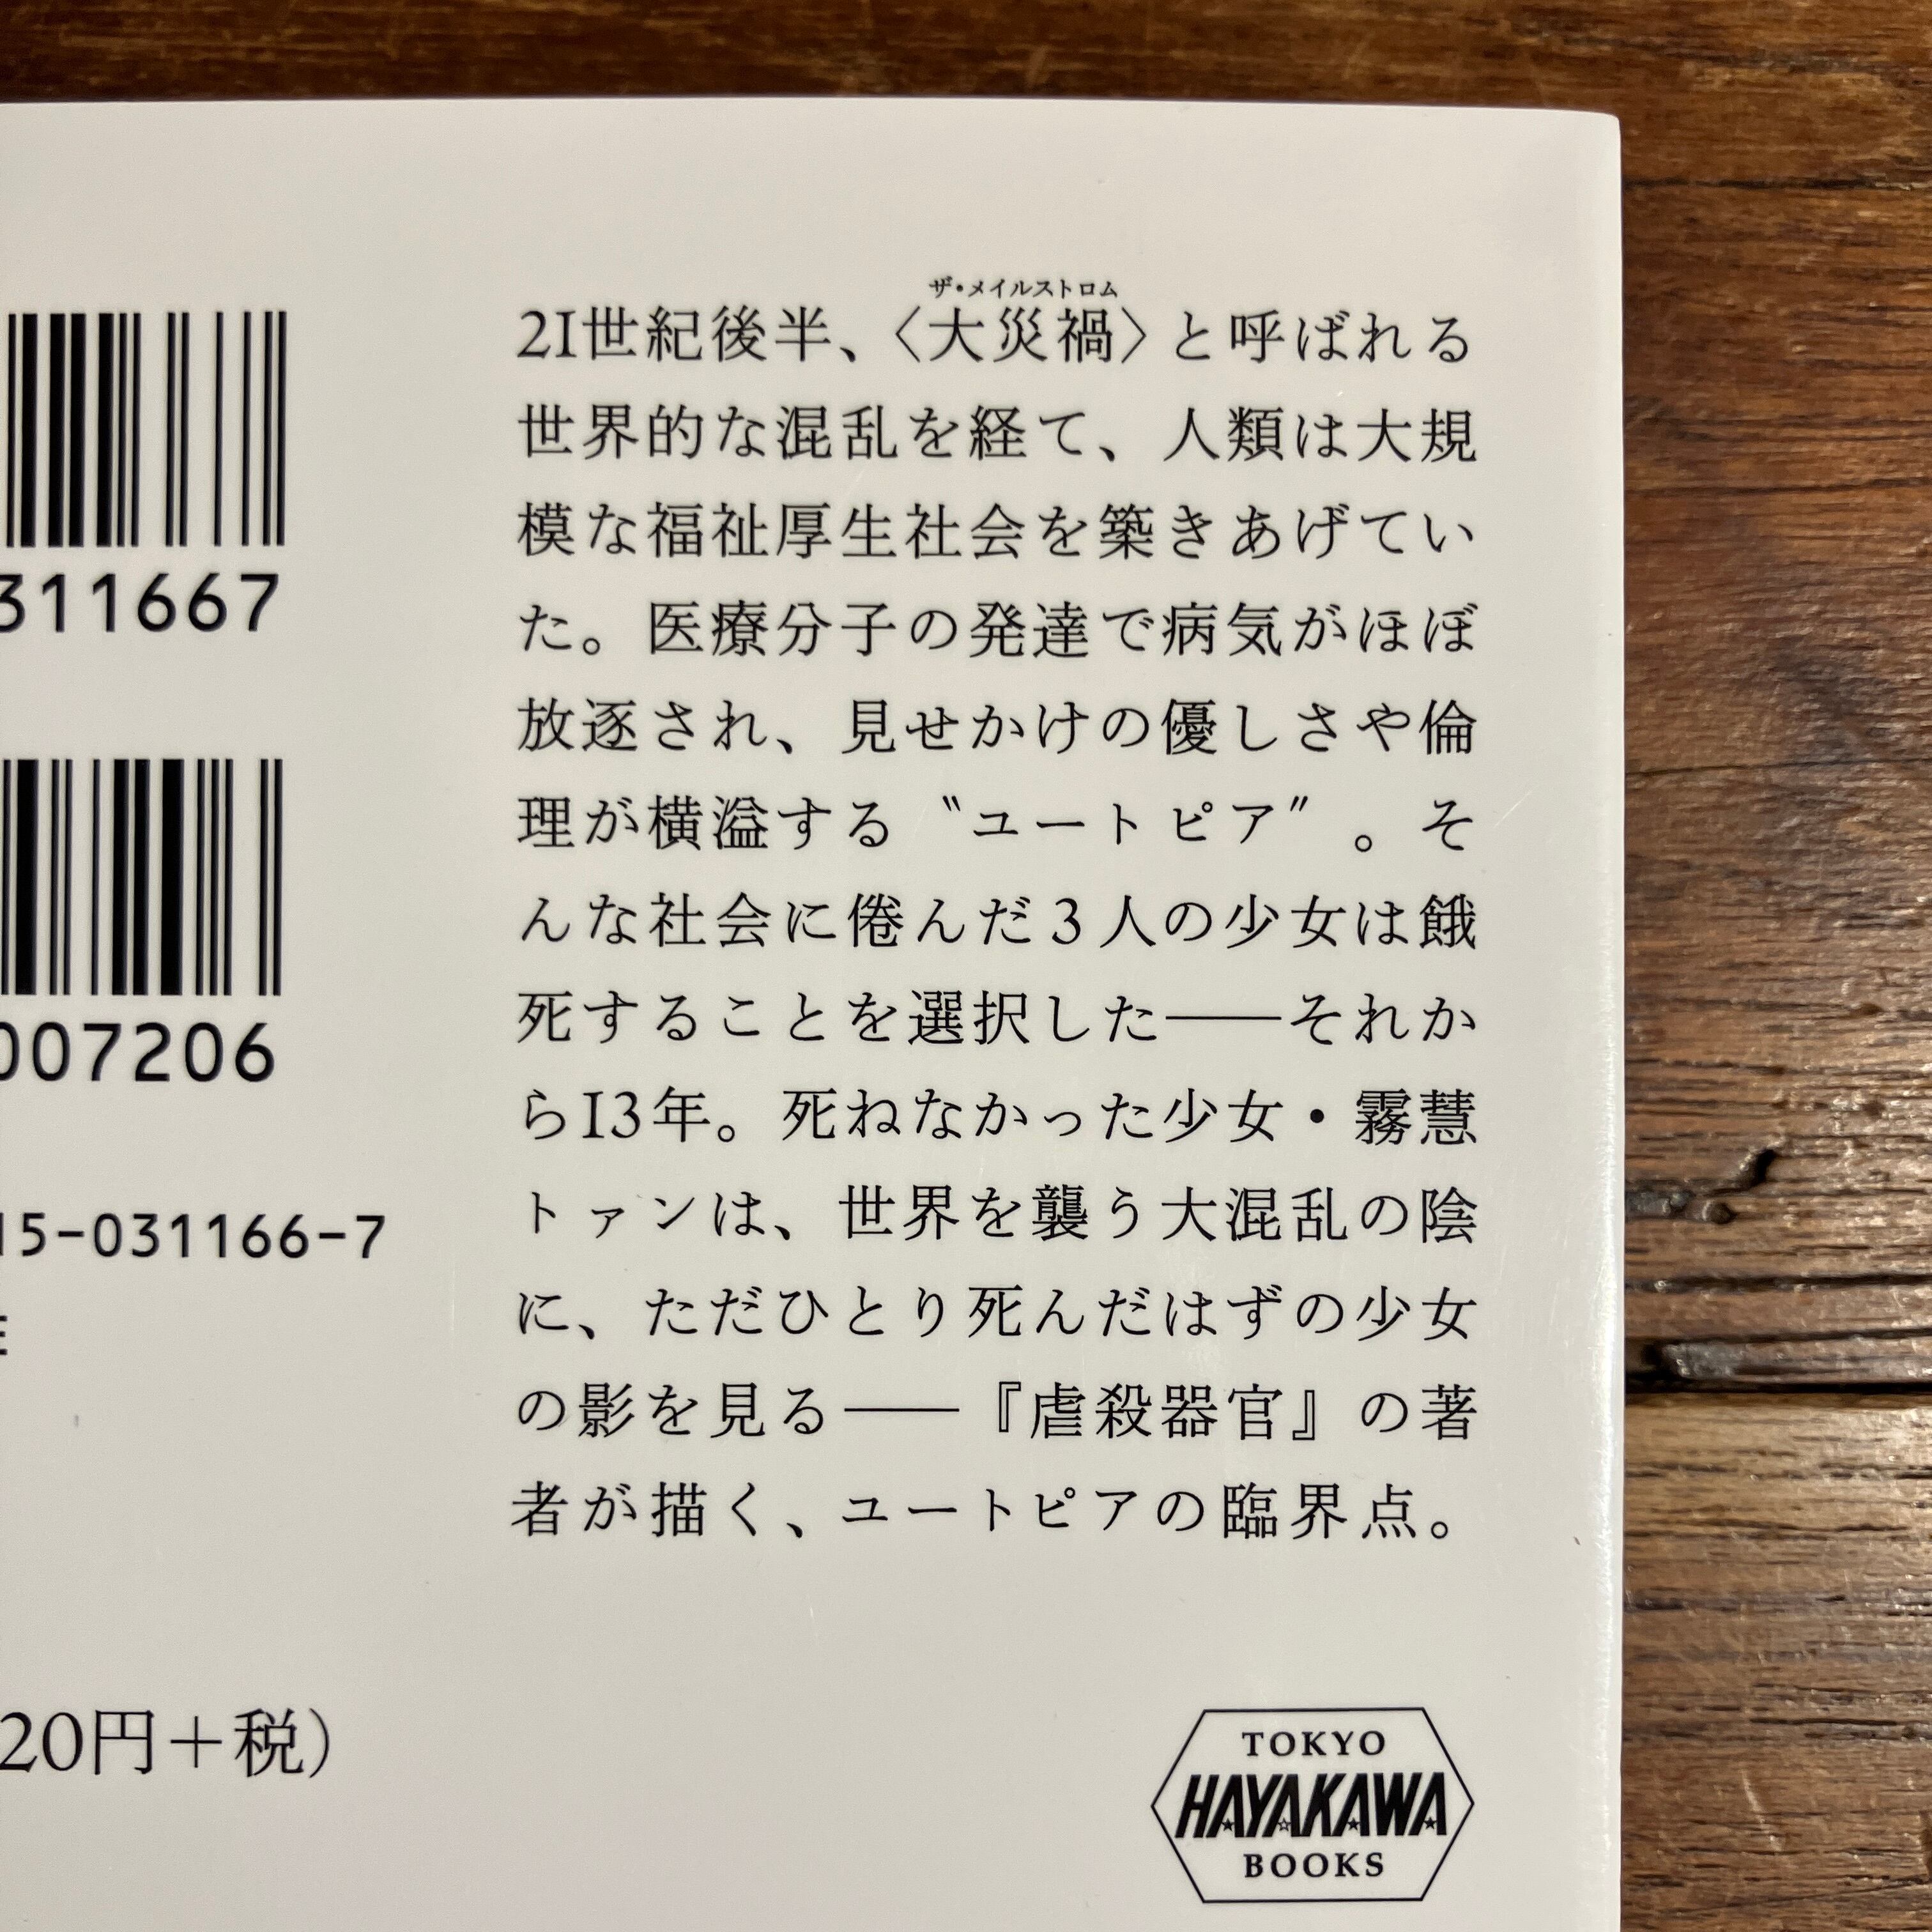 311667
007206
15-031166-7
20円＋税）
ザ・メイルストロム
21世紀後半、〈大災禍〉と呼ばれる
世界的な混乱を経て、人類は大規
模な福祉厚生社会を築きあげてい
た。医療分子の発達で病気がほぼ
放逐され、見せかけの優しさや倫
理が横溢する〝ユートピア〟。そ
んな社会に倦んだ3人の少女は餓
死することを選択した――それか
ら13年。死ねなかった少女・霧慧
トァンは、世界を襲う大混乱の陰
に、ただひとり死んだはずの少女
の影を見る――『虐殺器官』の著
者が描く、ユートピアの臨界点。
TOKYO
HAYAKAWA
BOOKS